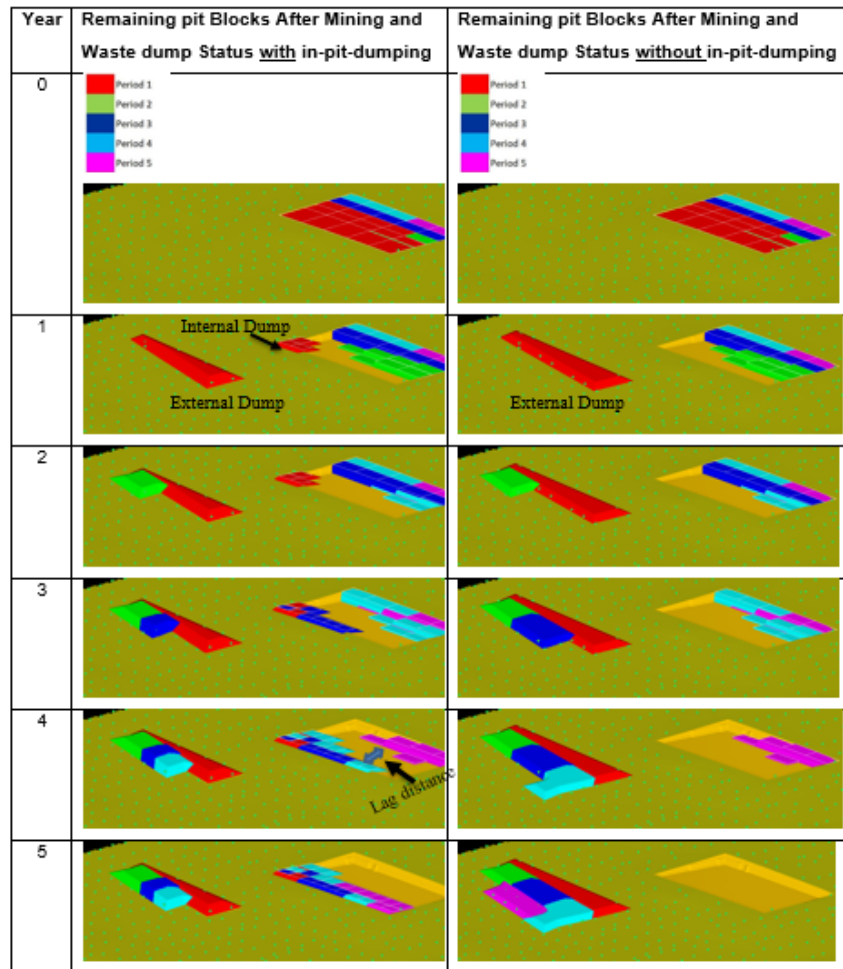 Year
Remaining pit Blocks After Mining and
Waste dump Status with in-pit-dumping
Remaining pit Blocks After Mining and
Waste dump Status without in-pit-dumping
0
Period 1
Period 2
Period 3
Period 4
Period 5
Period 1
Period 2
Period 3
Period 4
Period 5
1
Internal Dump
External Dump
External Dump
2
3
4
Lag distance
5